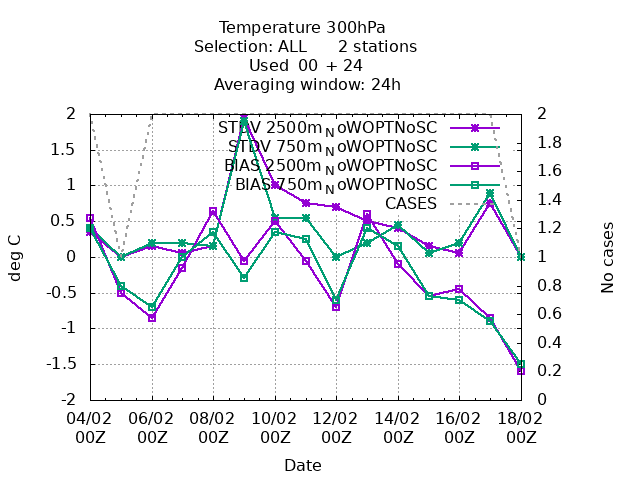 Temperature 300hPa
Selection: ALL 2 stations
Used 00 + 24
Averaging window: 24h
STDV 2500mNoWOPTNoSC
STDV 750mNoWOPTNoSC
BIAS 2500mNoWOPTNoSC
BIAS 750mNoWOPTNoSC
CASES
deg C
2
1.5
1
0.5
0
-0.5
-1
-1.5
-2
No cases
2
1.8
1.6
1.4
1.2
1
0.8
0.6
0.4
0.2
0
04/02 06/02 08/02 10/02 12/02 14/02 16/02 18/02
00Z 00Z 00Z 00Z 00Z 00Z 00Z 00Z
Date